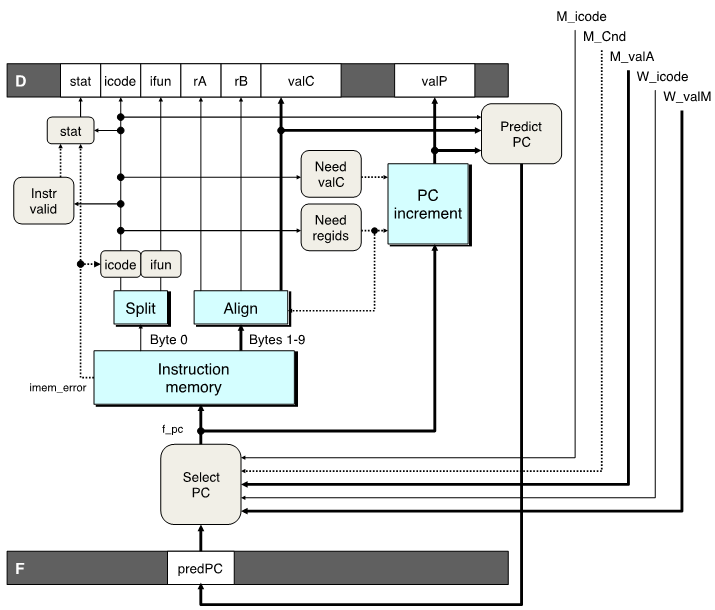 M_icode
M_Cnd
M_valA
W_icode
W_valM
D stat icode ifun rA rB valC valP
stat
Predict
PC
Need
valC
Instr
valid
PC
increment
Need
regids
icode ifun
Split Align
Byte 0 Bytes 1-9
Instruction
memory
imem_error
f_pc
Select
PC
F predPC